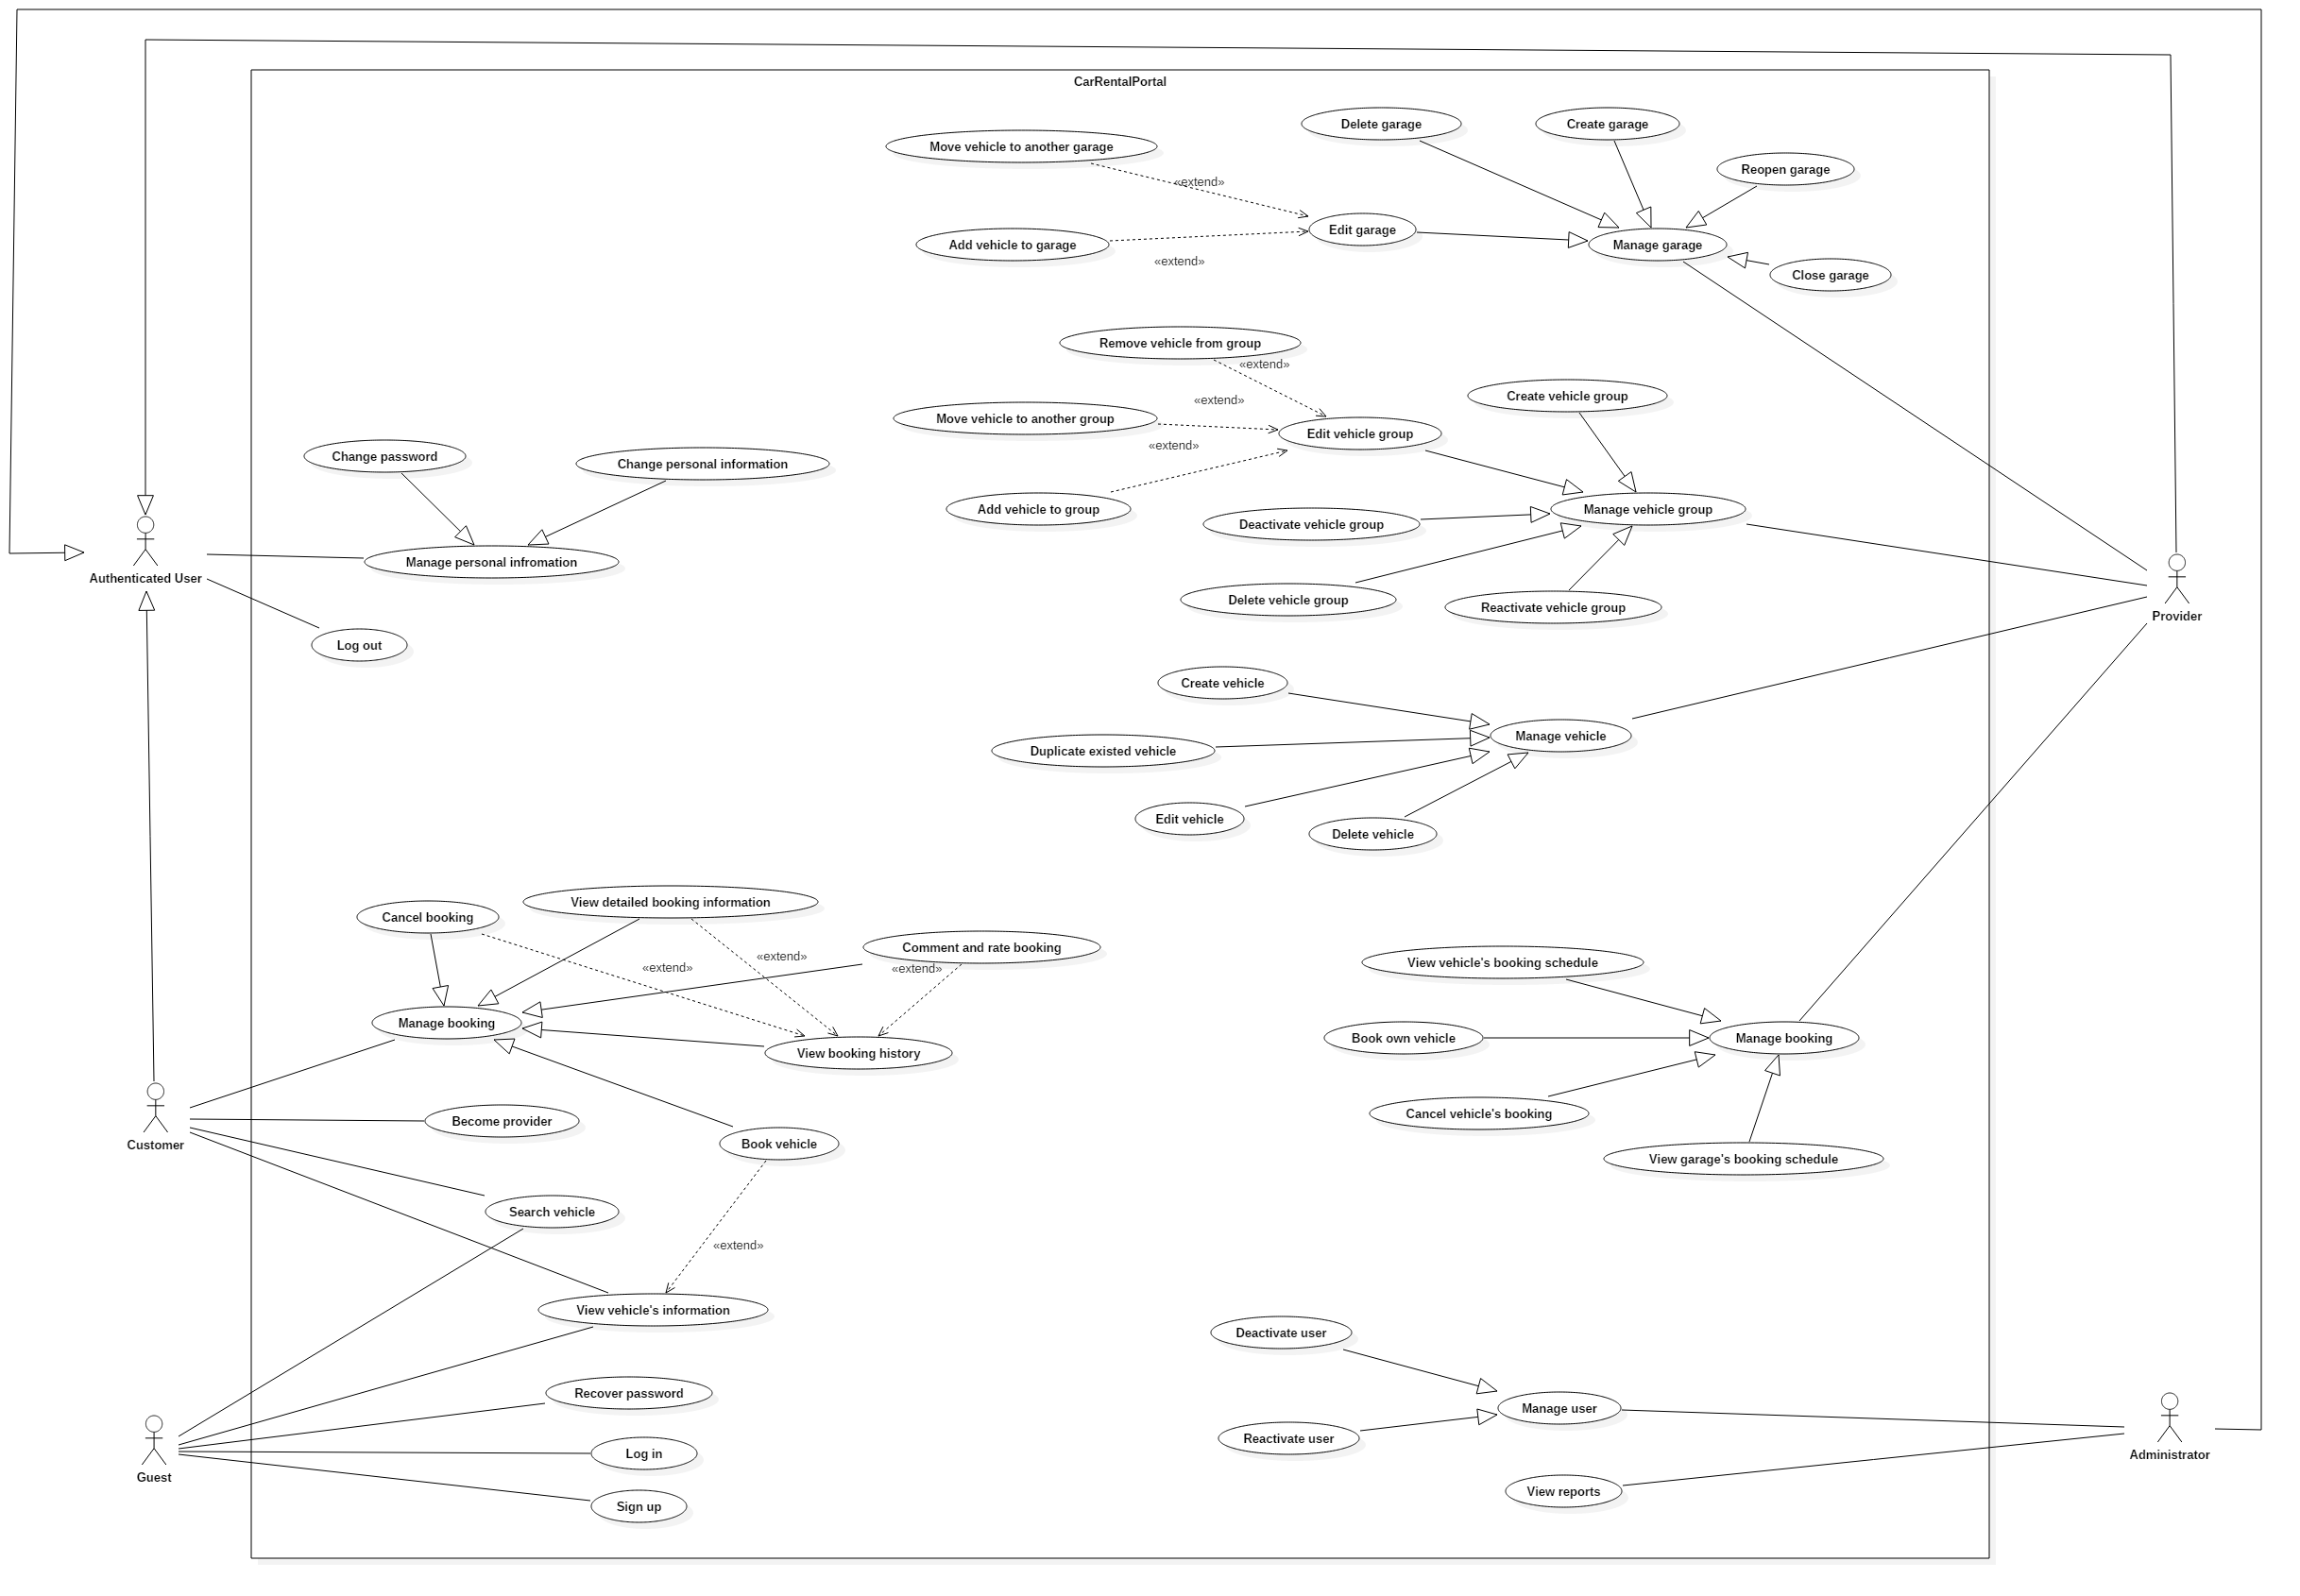 CarRentalPortal
Delete garage
Create garage
Move vehicle to another garage
Reopen garage
«extend»
Edit garage
Add vehicle to garage
Manage garage
«extend»
Close garage
Remove vehicle from group
«extend»
Create vehicle group
«extend»
Move vehicle to another group
Edit vehicle group
«extend»
Change password
Change personal information
Add vehicle to group
Manage vehicle group
Deactivate vehicle group
Manage personal infromation
Authenticated User
Delete vehicle group
Reactivate vehicle group
Provider
Log out
Create vehicle
Manage vehicle
Duplicate existed vehicle
Edit vehicle
Delete vehicle
View detailed booking information
Cancel booking
Comment and rate booking
«extend»
«extend»
«extend»
View vehicle's booking schedule
Manage booking
View booking history
Book own vehicle
Manage booking
Cancel vehicle's booking
Become provider
Customer
Book vehicle
View garage's booking schedule
Search vehicle
«extend»
View vehicle's information
Deactivate user
Recover password
Manage user
Reactivate user
Log in
Administrator
Guest
View reports
Sign up